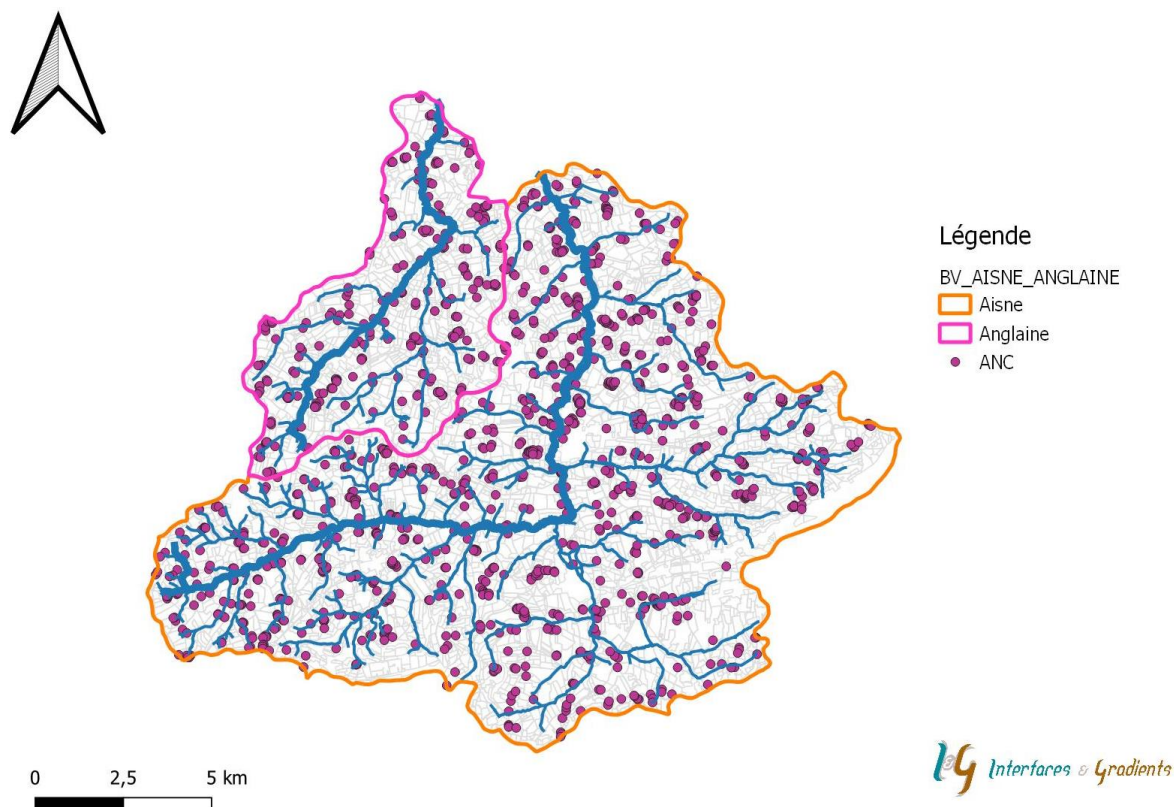 Légende
BV_AISNE_ANGLAINE
Aisne
Anglaine
ANC
0 2,5 5 km
I&G Interfaces & Gradients